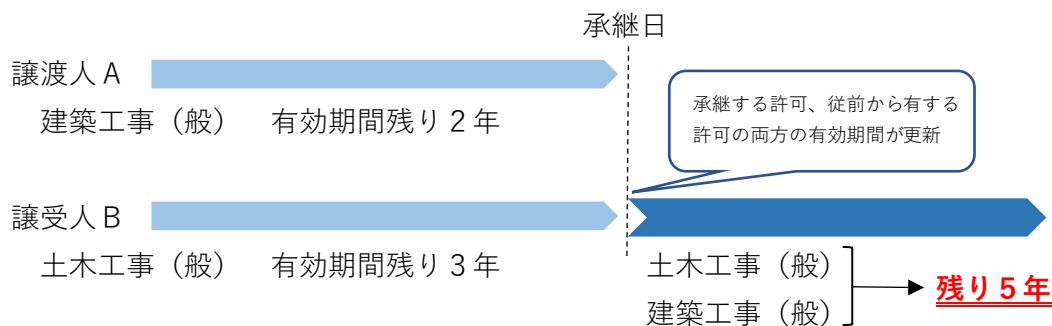 承継日
譲渡人A
建築工事（般） 有効期間残り2年
承継する許可、従前から有する
許可の両方の有効期間が更新
譲受人B
土木工事（般） 有効期間残り3年
土木工事（般）
建築工事（般）
残り5年